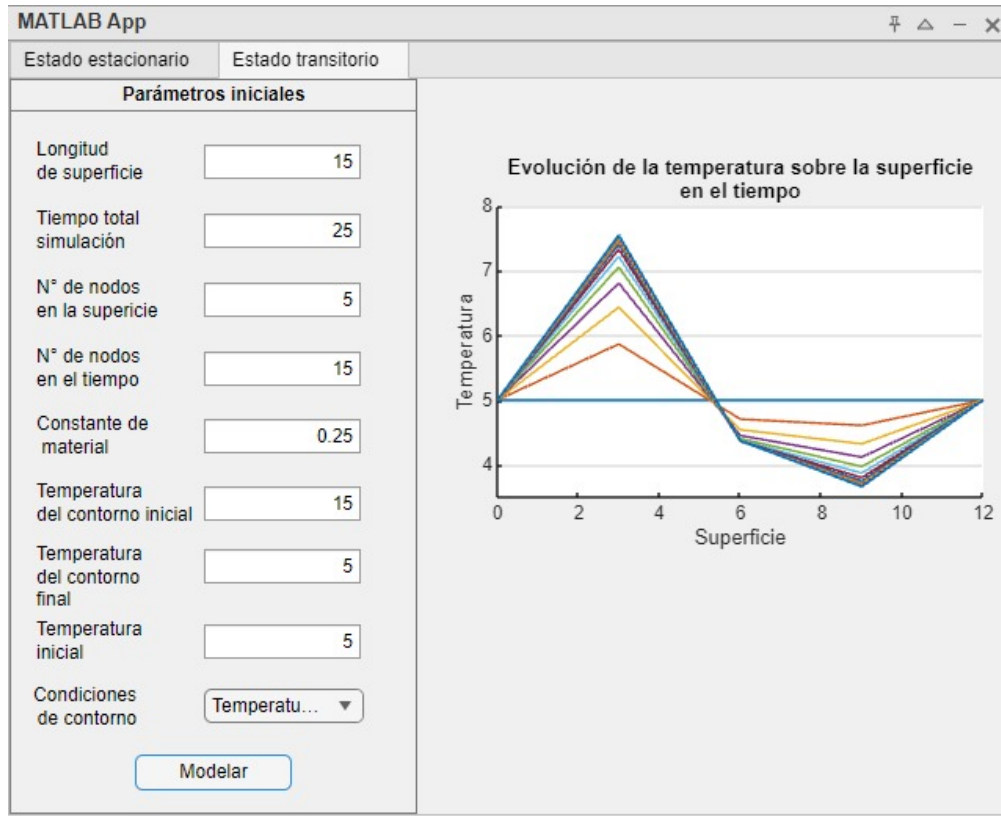 MATLAB App
Estado estacionario
Estado transitorio
Parámetros iniciales
Longitud
de superficie
15
Tiempo total
simulación
25
N° de nodos
en la supericie
5
N° de nodos
en el tiempo
15
Constante de
material
0.25
Temperatura
del contorno inicial
15
Temperatura
del contorno
final
5
Temperatura
inicial
5
Condiciones
de contorno
Temperatu...
Modelar
Evolución de la temperatura sobre la superficie
en el tiempo
8
7
6
5
4
Temperatura
0 2 4 6 8 10 12
Superficie